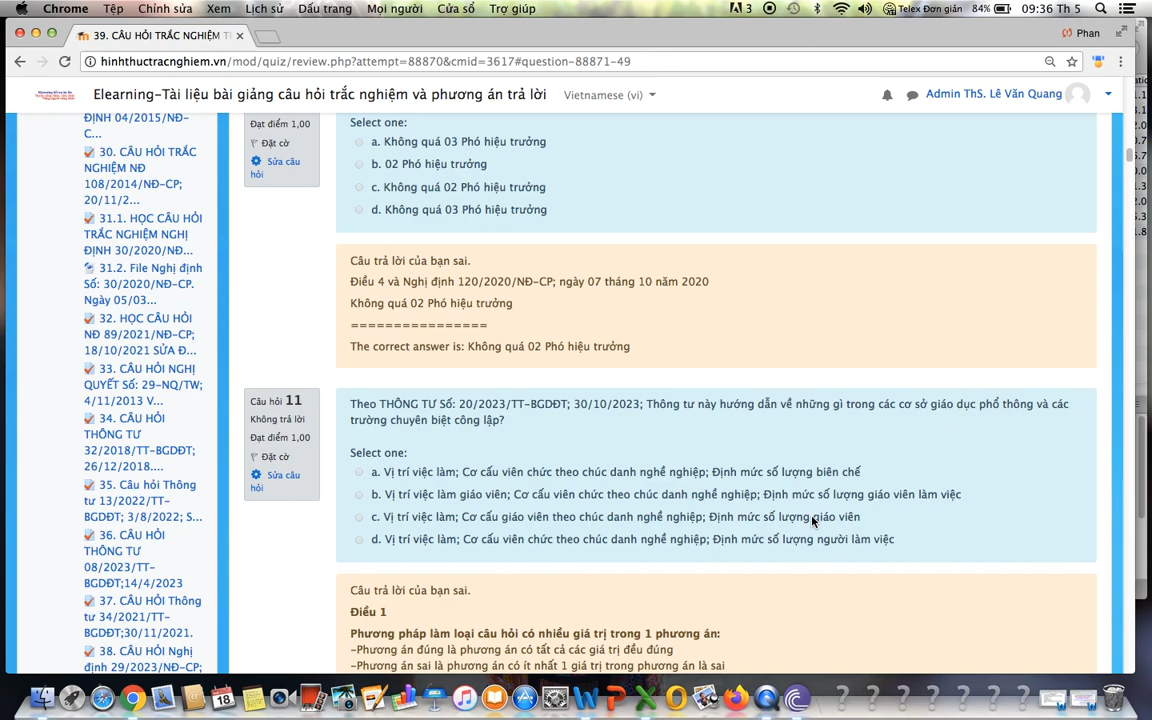 Chrome Tệp Chỉnh sửa Xem Lịch sử Dấu trang Mọi người Cửa sổ Trợ giúp 3 Telex Đơn giản 84% 09:36 Th 5
39. CÂU HỎI TRẮC NGHIỆM T Phan
hinhthuctracnghiem.vn/mod/quiz/review.php?attempt=88870&cmid=3617#question-88871-49
Elearning-Tài liệu bài giảng câu hỏi trắc nghiệm và phương án trả lời Vietnamese (vi) Admin ThS. Lê Văn Quang
ĐỊNH 04/2015/NĐ-
C...
30. CÂU HỎI TRẮC
NGHIỆM NĐ
108/2014/NĐ-CP;
20/11/2...
31.1. HỌC CÂU HỎI
TRẮC NGHIỆM NGHỊ
ĐỊNH 30/2020/NĐ...
31.2. File Nghị định
Số: 30/2020/NĐ-CP.
Ngày 05/03...
32. HỌC CÂU HỎI
NĐ 89/2021/NĐ-CP;
18/10/2021 SỬA Đ...
33. CÂU HỎI NGHỊ
QUYẾT Số: 29-NQ/TW;
4/11/2013 V...
34. CÂU HỎI
THÔNG TƯ
32/2018/TT-BGDĐT;
26/12/2018....
35. Câu hỏi Thông
tư 13/2022/TT-
BGDĐT; 3/8/2022; S...
36. CÂU HỎI
THÔNG TƯ
08/2023/TT-
BGDĐT;14/4/2023
37. CÂU HỎI Thông
tư 34/2021/TT-
BGDĐT;30/11/2021.
38. CÂU HỎI Nghị
định 29/2023/NĐ-CP;
Đạt điểm 1,00
Đặt cờ
Sửa câu
hỏi
Select one:
a. Không quá 03 Phó hiệu trưởng
b. 02 Phó hiệu trưởng
c. Không quá 02 Phó hiệu trưởng
d. Không quá 03 Phó hiệu trưởng
Câu trả lời của bạn sai.
Điều 4 và Nghị định 120/2020/NĐ-CP; ngày 07 tháng 10 năm 2020
Không quá 02 Phó hiệu trưởng
================
The correct answer is: Không quá 02 Phó hiệu trưởng
Câu hỏi 11
Không trả lời
Đạt điểm 1,00
Đặt cờ
Sửa câu
hỏi
Theo THÔNG TƯ Số: 20/2023/TT-BGDĐT; 30/10/2023; Thông tư này hướng dẫn về những gì trong các cơ sở giáo dục phổ thông và các
trường chuyên biệt công lập?
Select one:
a. Vị trí việc làm; Cơ cấu viên chức theo chúc danh nghề nghiệp; Định mức số lượng biên chế
b. Vị trí việc làm giáo viên; Cơ cấu viên chức theo chúc danh nghề nghiệp; Định mức số lượng giáo viên làm việc
c. Vị trí việc làm; Cơ cấu giáo viên theo chúc danh nghề nghiệp; Định mức số lượng giáo viên
d. Vị trí việc làm; Cơ cấu viên chức theo chúc danh nghề nghiệp; Định mức số lượng người làm việc
Câu trả lời của bạn sai.
Điều 1
Phương pháp làm loại câu hỏi có nhiều giá trị trong 1 phương án:
-Phương án đúng là phương án có tất cả các giá trị đều đúng
-Phương án sai là phương án có ít nhất 1 giá trị trong phương án là sai